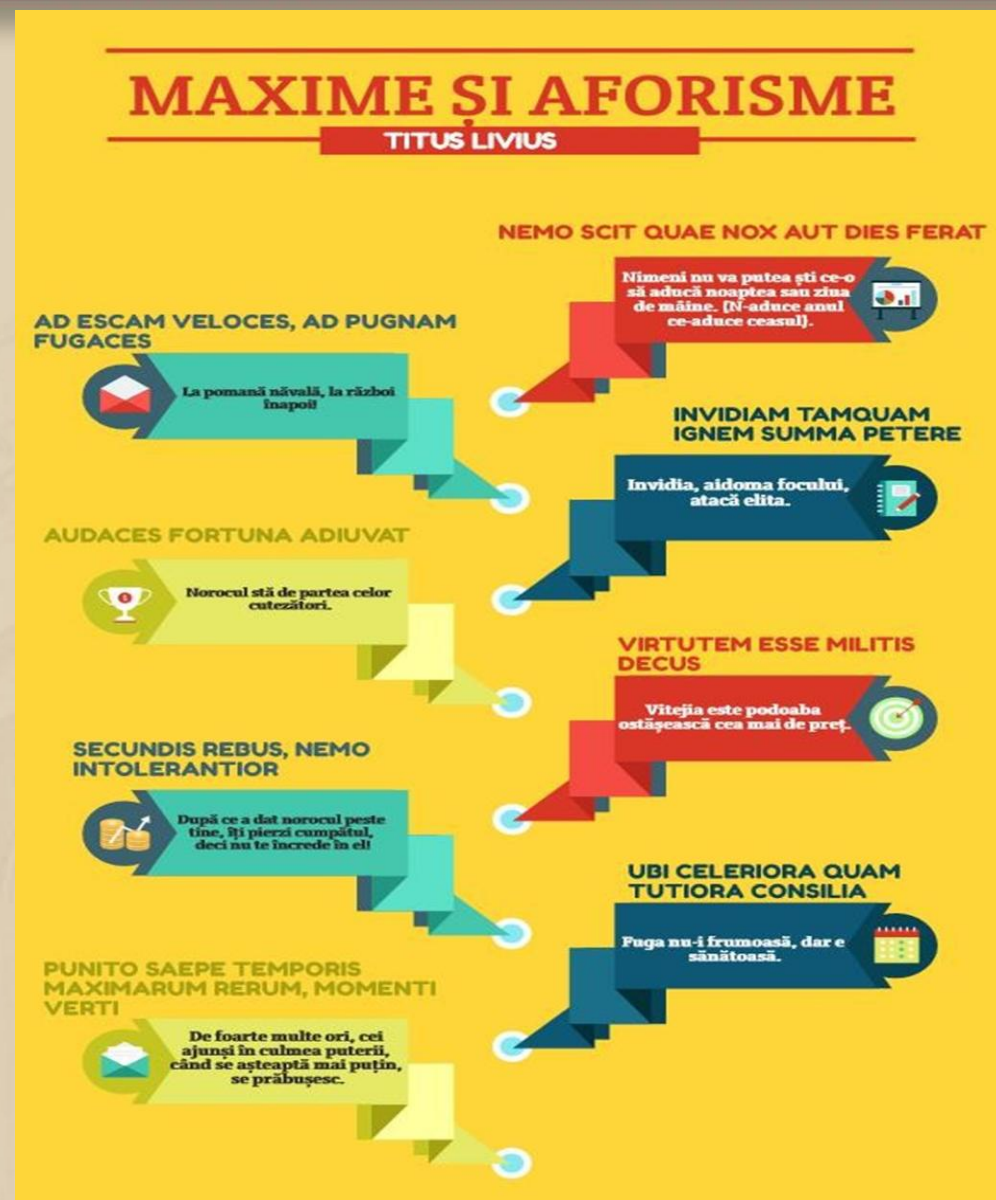 MAXIME ȘI AFORISME
TITUS LIVIUS
NEMO SCIT QUAE NOX AUT DIES FERAT
Nimeni nu va putea ști ce-o
să aducă noaptea sau ziua
de mâine. (N-aduce anul
ce-aduce ceasul).
AD ESCAM VELOCES, AD PUGNAM
FUGACES
La pomană năvală, la război
înapoi!
INVIDIAM TAMQUAM
IGNEM SUMMA PETERE
Invidia, aidoma focului,
atacă elita.
AUDACES FORTUNA ADIUVAT
Norocul stă de partea celor
cutezători.
VIRTUTEM ESSE MILITIS
DECUS
Vitejia este podoaba
ostășească cea mai de preț.
SECUNDIS REBUS, NEMO
INTOLERANTIOR
După ce a dat norocul peste
tine, îți pierzi cumpătul,
deci nu te încrede în el!
UBI CELERIORA QUAM
TUTIORA CONSILIA
Fuga nu-i frumoasă, dar e
sănătoasă.
PUNITO SAEPE TEMPORIS
MAXIMARUM RERUM, MOMENTI
VERTI
De foarte multe ori, cei
ajunși în culmea puterii,
când se așteaptă mai puțin,
se prăbușesc.